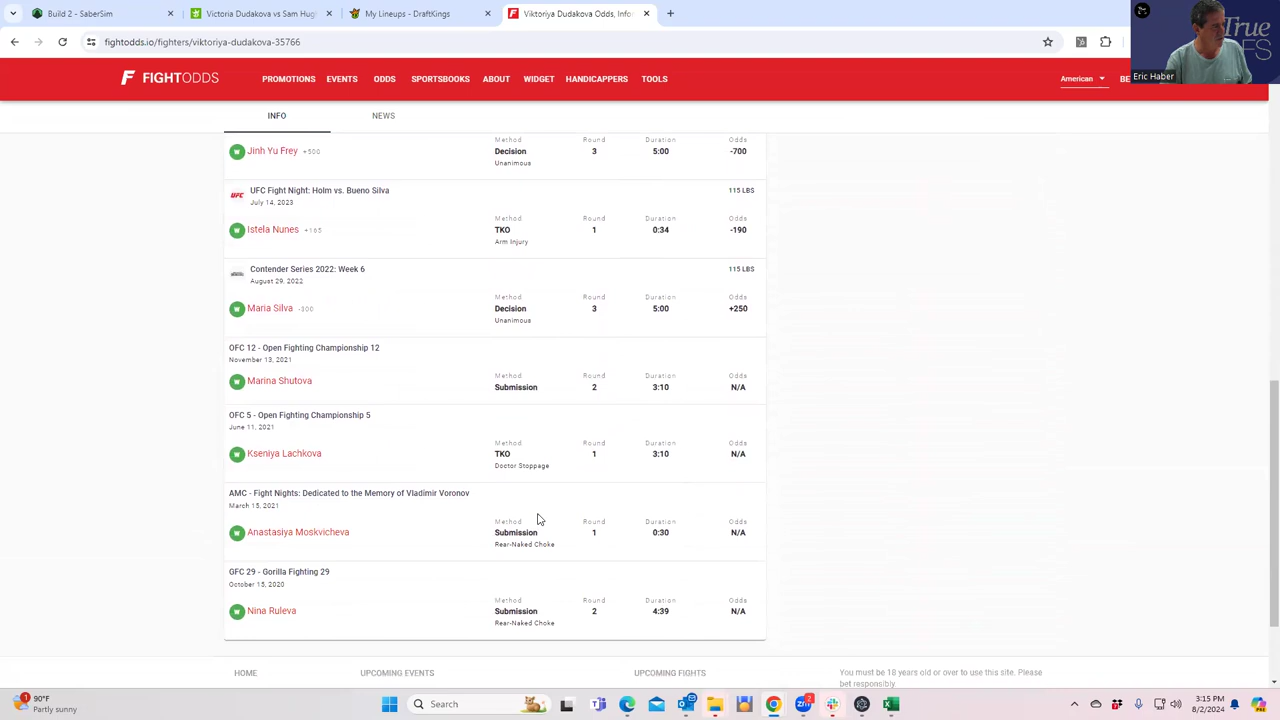 Build: 2 - SaberSim
Victoria Dudakova vs Sam Hug
My Lineups - DraftKings
Viktoriya Dudakova Odds, Info
fightodds.io/fighters/viktoriya-dudakova-35766
True
FS
Eric Haber
FIGHTODDS
PROMOTIONS EVENTS ODDS SPORTSBOOKS ABOUT WIDGET HANDICAPPERS TOOLS
American
BE
INFO NEWS
Method Round Duration Odds
Jinh Yu Frey +500 Decision 3 5:00 -700
Unanimous
UFC UFC Fight Night: Holm vs. Bueno Silva 115 LBS
July 14, 2023
Method Round Duration Odds
Istela Nunes +165 TKO 1 0:34 -190
Arm Injury
Contender Series 2022: Week 6 115 LBS
August 29, 2022
Method Round Duration Odds
Maria Silva -300 Decision 3 5:00 +250
Unanimous
OFC 12 - Open Fighting Championship 12
November 13, 2021
Method Round Duration Odds
Marina Shutova Submission 2 3:10 N/A
OFC 5 - Open Fighting Championship 5
June 11, 2021
Method Round Duration Odds
Kseniya Lachkova TKO 1 3:10 N/A
Doctor Stoppage
AMC - Fight Nights: Dedicated to the Memory of Vladimir Voronov
March 15, 2021
Method Round Duration Odds
Anastasiya Moskvicheva Submission 1 0:30 N/A
Rear-Naked Choke
GFC 29 - Gorilla Fighting 29
October 15, 2020
Method Round Duration Odds
Nina Ruleva Submission 2 4:39 N/A
Rear-Naked Choke
HOME UPCOMING EVENTS UPCOMING FIGHTS You must be 18 years old or over to use this site. Please
bet responsibly.
90°F
Partly sunny
Search
3:15 PM
8/2/2024